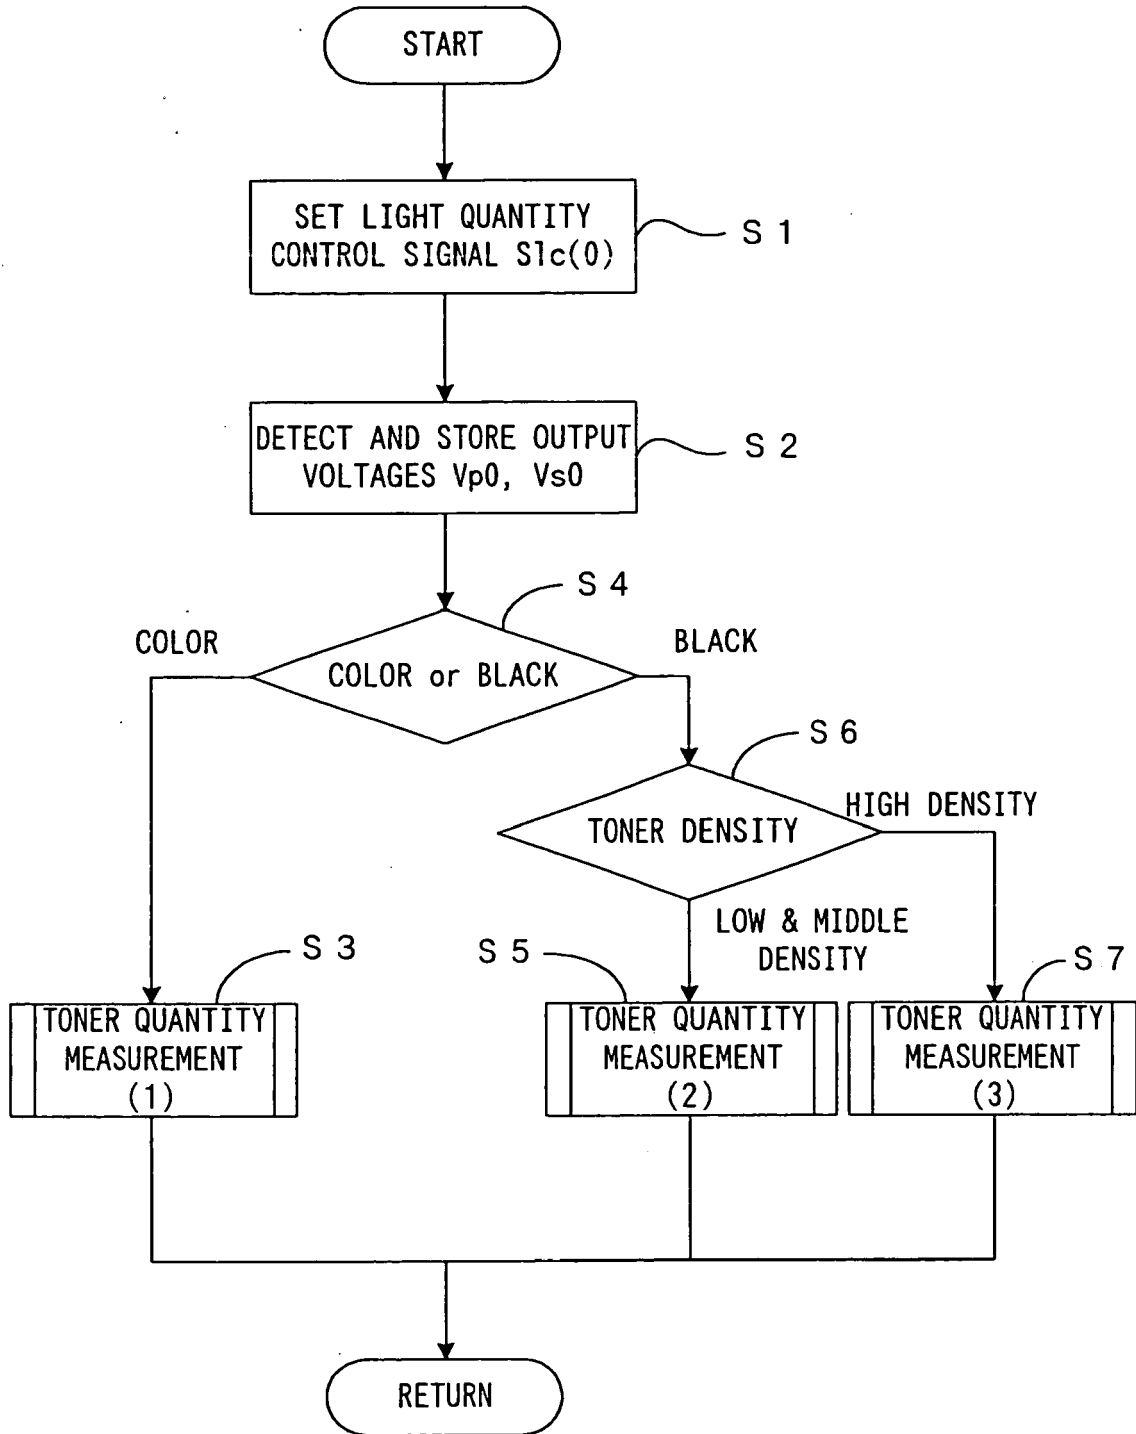 START
SET LIGHT QUANTITY
CONTROL SIGNAL Slc(0)
S 1
DETECT AND STORE OUTPUT
VOLTAGES Vp0, Vs0
S 2
S 4
COLOR
COLOR or BLACK
BLACK
S 6
TONER DENSITY
HIGH DENSITY
LOW & MIDDLE
DENSITY
S 3
TONER QUANTITY
MEASUREMENT
(1)
S 5
TONER QUANTITY
MEASUREMENT
(2)
S 7
TONER QUANTITY
MEASUREMENT
(3)
RETURN